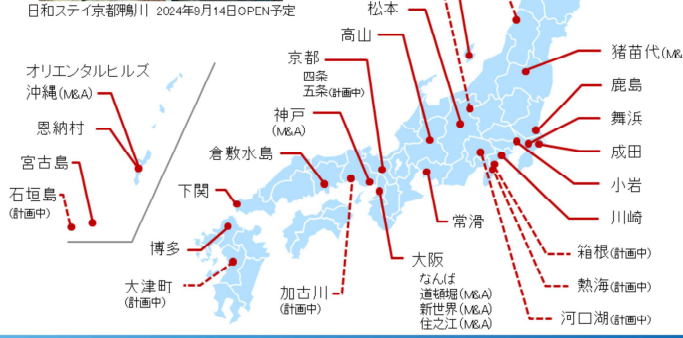 日和ステイ京都鴨川 2024年9月14日OPEN予定
松本
高山
京都
四条
五条(計画中)
神戸
(M&A)
倉敷水島
下関
博多
大津町
(計画中)
加古川
(計画中)
オリエンタルヒルズ
沖縄(M&A)
恩納村
宮古島
石垣島
(計画中)
猪苗代(M&
鹿島
舞浜
成田
小岩
川崎
箱根(計画中)
熱海(計画中)
河口湖(計画中)
常滑
大阪
なんば
道頓堀(M&A)
新世界(M&A)
住之江(M&A)